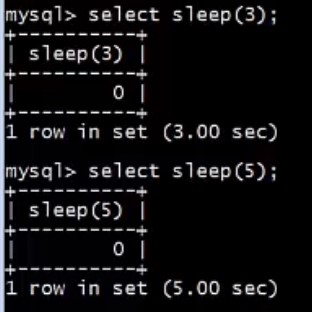 mysql> select sleep(3);
+----------+
| sleep(3) |
+----------+
|        0 |
+----------+
1 row in set (3.00 sec)
mysql> select sleep(5);
+----------+
| sleep(5) |
+----------+
|        0 |
+----------+
1 row in set (5.00 sec)